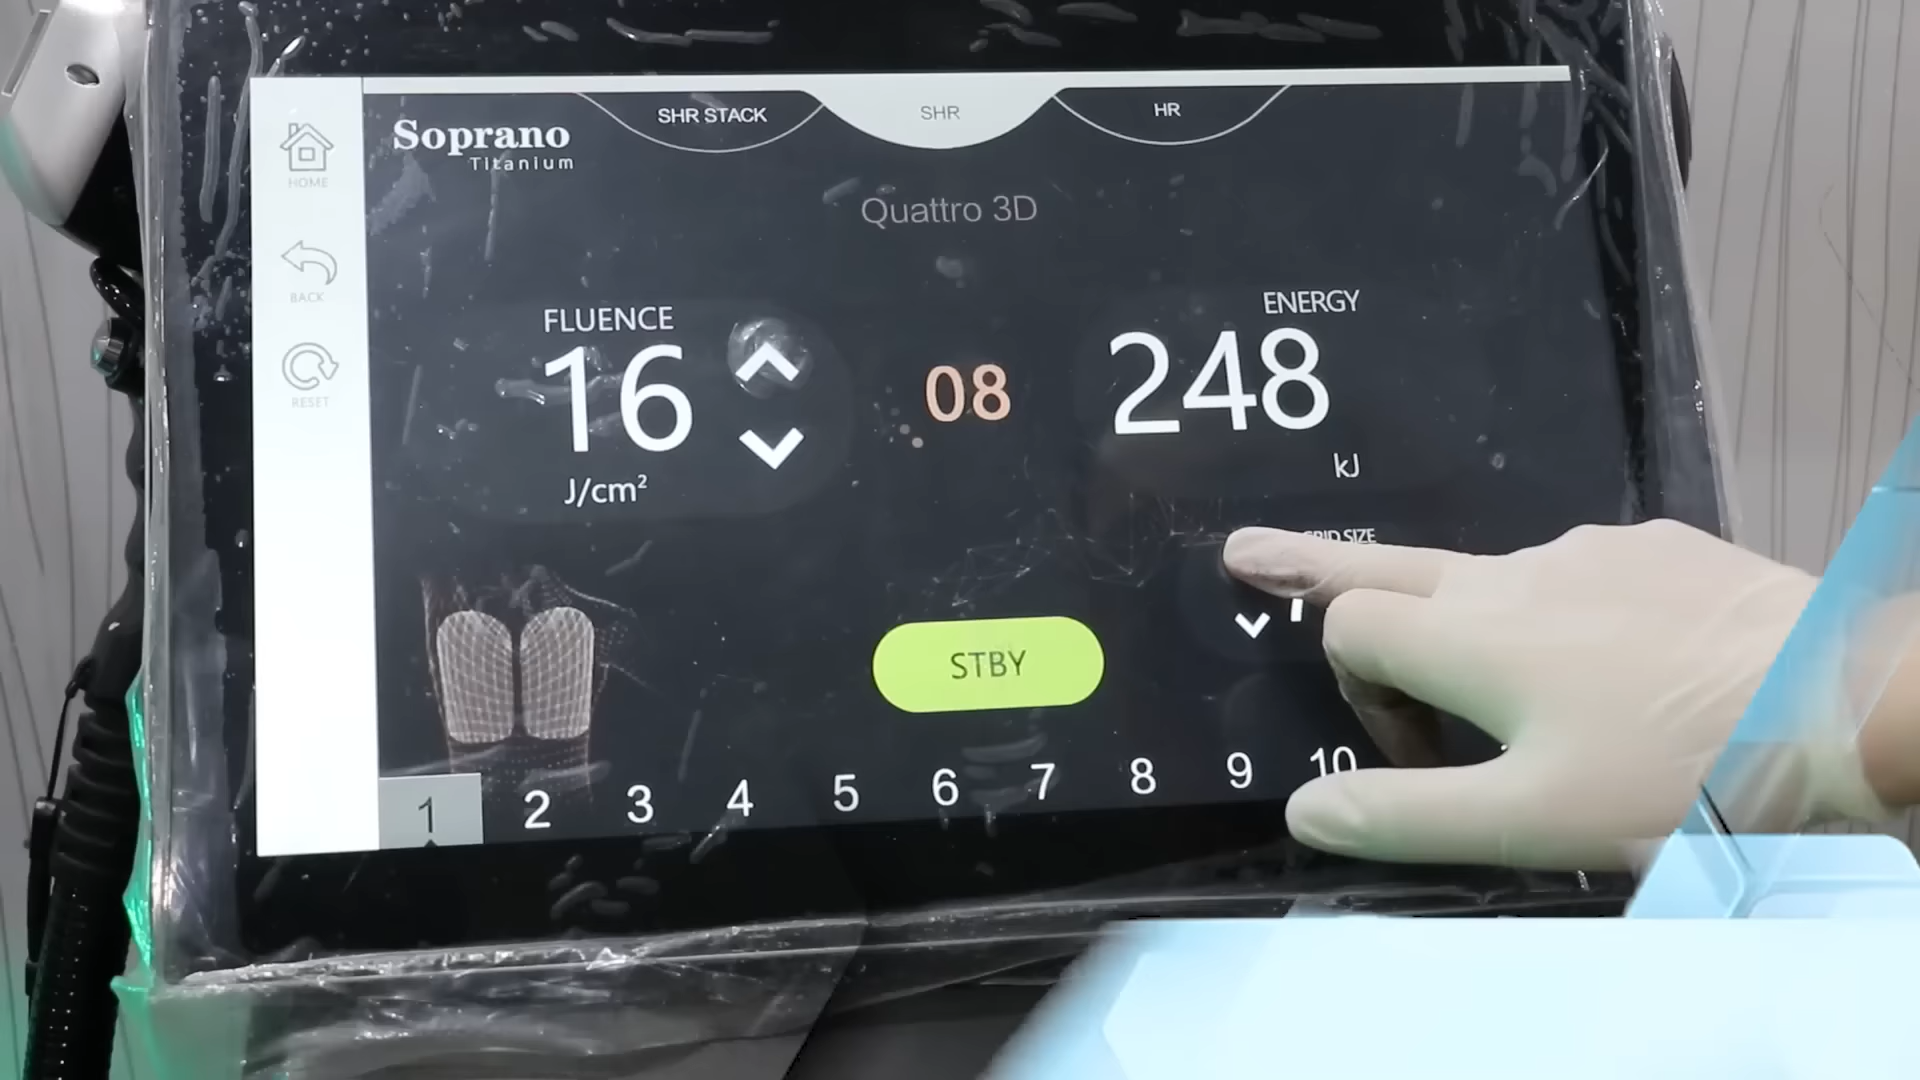 SHR STACK
SHR
HR
Soprano
Titanium
HOME
Quattro 3D
BACK
FLUENCE
ENERGY
16
08
248
RESET
J/cm²
kJ
SIZE
STBY
1 2 3 4 5 6 7 8 9 10